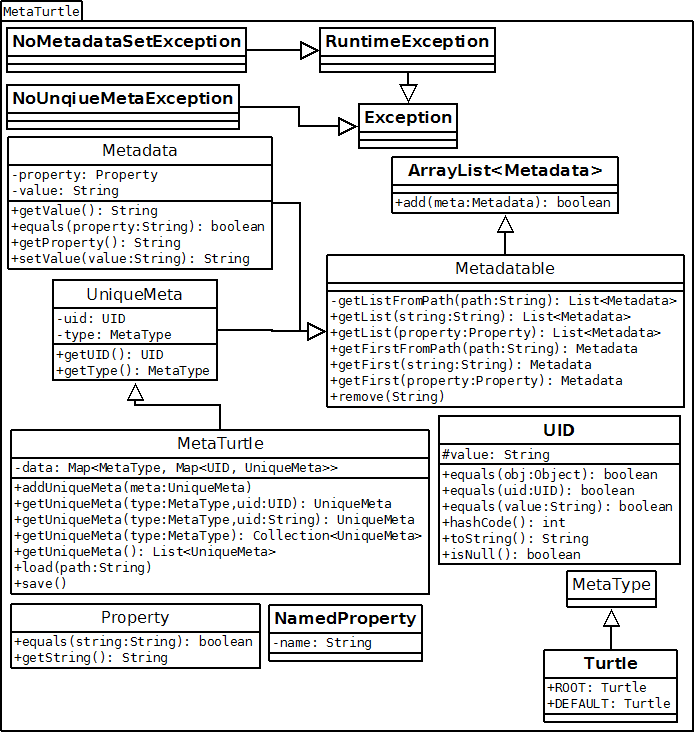 MetaTurtle
NoMetadataSetException
RuntimeException
NoUnqiueMetaException
Exception
Metadata
-property: Property
-value: String
+getValue(): String
+equals(property:String): boolean
+getProperty(): String
+setValue(value:String): String
ArrayList<Metadata>
+add(meta:Metadata): boolean
Metadatable
-getListFromPath(path:String): List<Metadata>
+getList(string:String): List<Metadata>
+getList(property:Property): List<Metadata>
+getFirstFromPath(path:String): Metadata
+getFirst(string:String): Metadata
+getFirst(property:Property): Metadata
+remove(String)
UniqueMeta
-uid: UID
-type: MetaType
+getUID(): UID
+getType(): MetaType
MetaTurtle
-data: Map<MetaType, Map<UID, UniqueMeta>>
+addUniqueMeta(meta:UniqueMeta)
+getUniqueMeta(type:MetaType,uid:UID): UniqueMeta
+getUniqueMeta(type:MetaType,uid:String): UniqueMeta
+getUniqueMeta(type:MetaType): Collection<UniqueMeta>
+getUniqueMeta(): List<UniqueMeta>
+load(path:String)
+save()
UID
#value: String
+equals(obj:Object): boolean
+equals(uid:UID): boolean
+equals(value:String): boolean
+hashCode(): int
+toString(): String
+isNull(): boolean
Property
+equals(string:String): boolean
+getString(): String
NamedProperty
-name: String
MetaType
Turtle
+ROOT: Turtle
+DEFAULT: Turtle